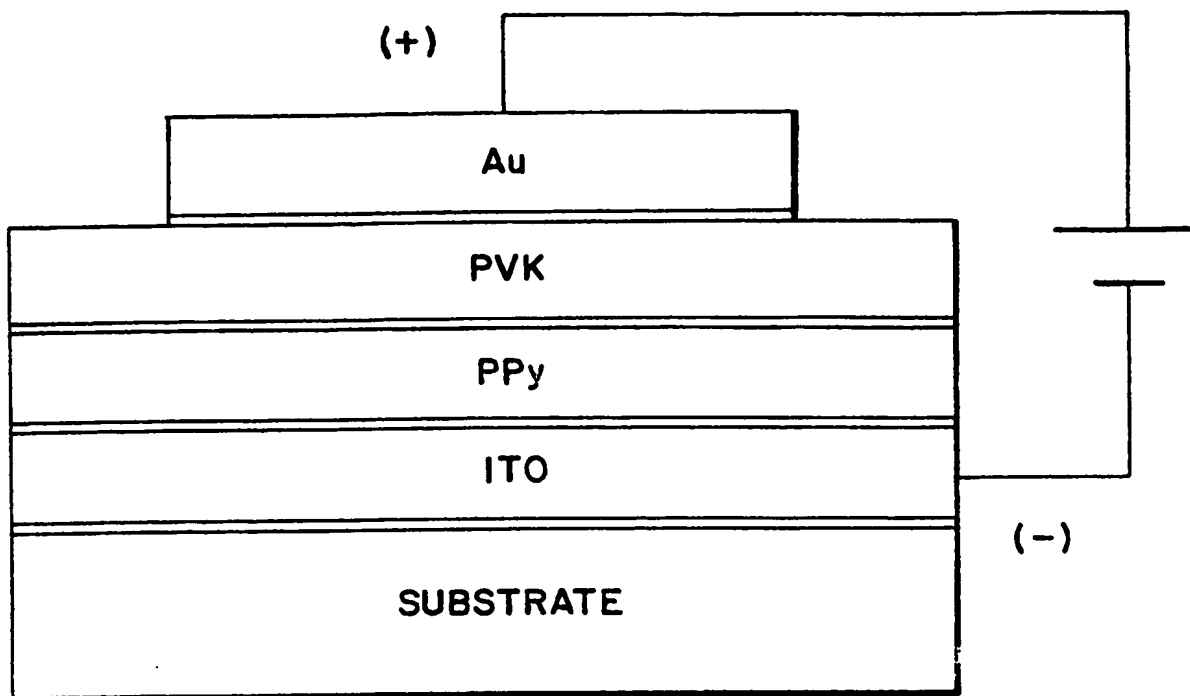 (+)
Au
PVK
PPy
ITO
(-)
SUBSTRATE